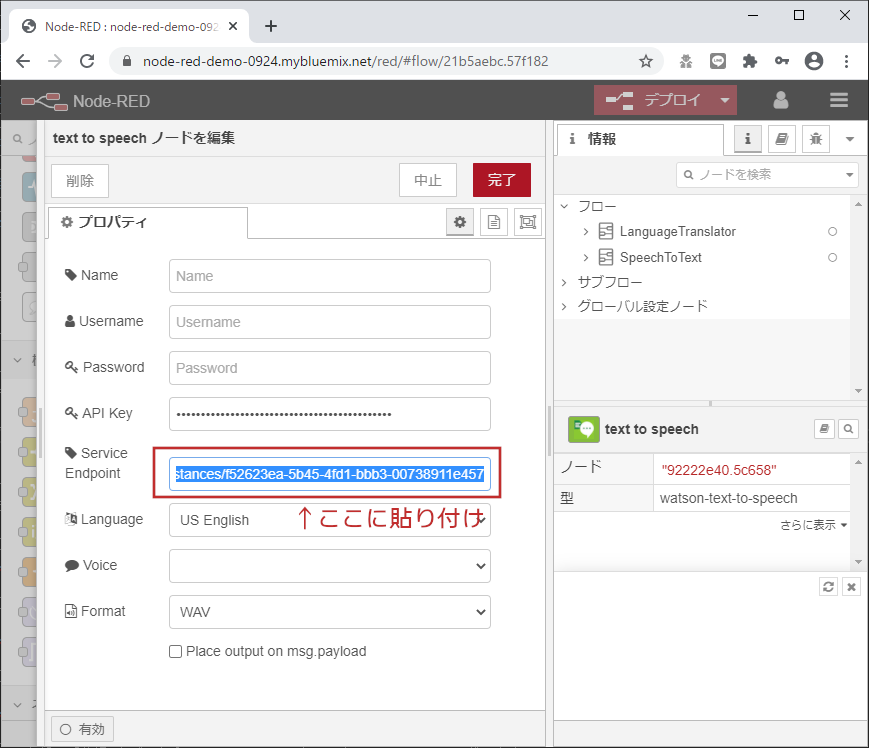 Node-RED : node-red-demo-092
node-red-demo-0924.mybluemix.net/red/#flow/21b5aebc.57f182
Node-RED
デプロイ
text to speech ノードを編集
削除
中止
完了
プロパティ
Name
Name
Username
Username
Password
Password
API Key
••••••••••••••••••••••••••••••••••••••••••••
Service
Endpoint
stances/f52623ea-5b45-4fd1-bbb3-00738911e457
Language
US English
↑ここに貼り付け
Voice
Format
WAV
Place output on msg.payload
有効
情報
ノードを検索
フロー
LanguageTranslator
SpeechToText
サブフロー
グローバル設定ノード
text to speech
ノード
"92222e40.5c658"
型
watson-text-to-speech
さらに表示